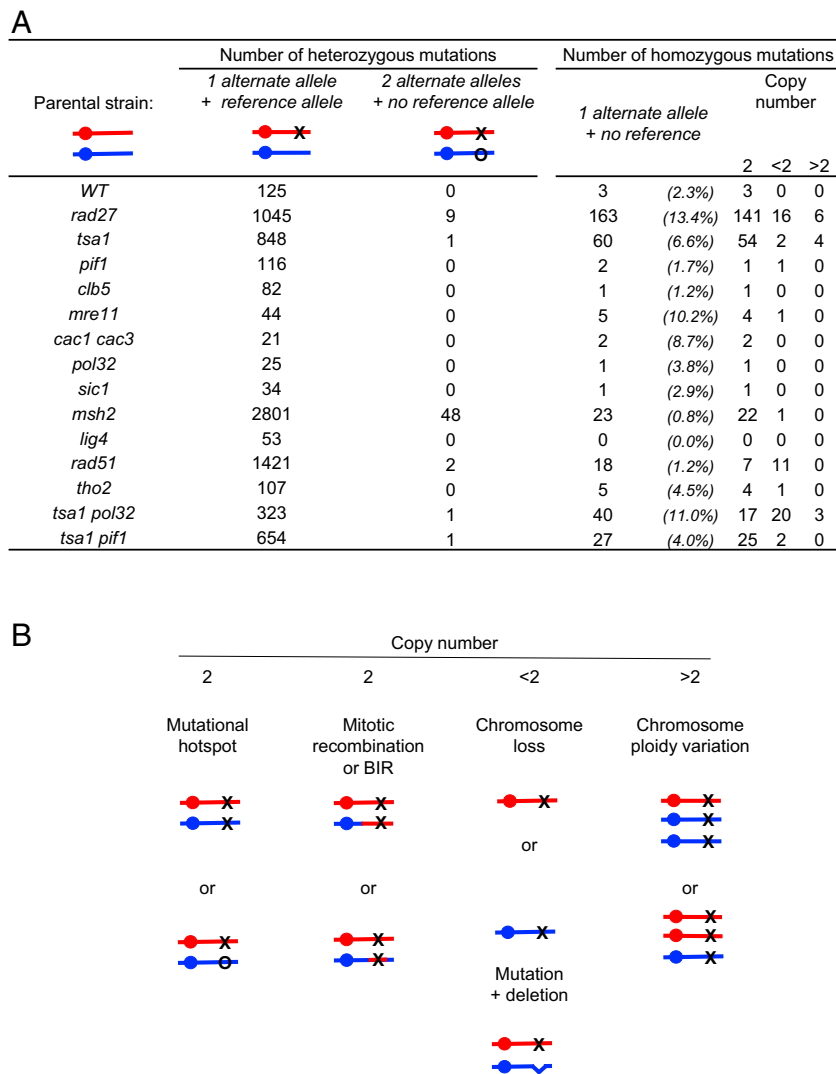 A
Number of heterozygous mutations Number of homozygous mutations
Parental strain: 1 alternate allele + reference allele 2 alternate alleles + no reference allele 1 alternate allele + no reference Copy number
X X
O
2 <2 >2
WT 125 0 3 (2.3%) 3 0 0
rad27 1045 9 163 (13.4%) 141 16 6
tsa1 848 1 60 (6.6%) 54 2 4
pif1 116 0 2 (1.7%) 1 1 0
clb5 82 0 1 (1.2%) 1 0 0
mre11 44 0 5 (10.2%) 4 1 0
cac1 cac3 21 0 2 (8.7%) 2 0 0
pol32 25 0 1 (3.8%) 1 0 0
sic1 34 0 1 (2.9%) 1 0 0
msh2 2801 48 23 (0.8%) 22 1 0
lig4 53 0 0 (0.0%) 0 0 0
rad51 1421 2 18 (1.2%) 7 11 0
tho2 107 0 5 (4.5%) 4 1 0
tsa1 pol32 323 1 40 (11.0%) 17 20 3
tsa1 pif1 654 1 27 (4.0%) 25 2 0
B
Copy number
2 2 <2 >2
Mutational hotspot Mitotic recombination or BIR Chromosome loss Chromosome ploidy variation
X X X X
X X X
X
or
or or or
X
X X X
O X X X
Mutation
+ deletion
X